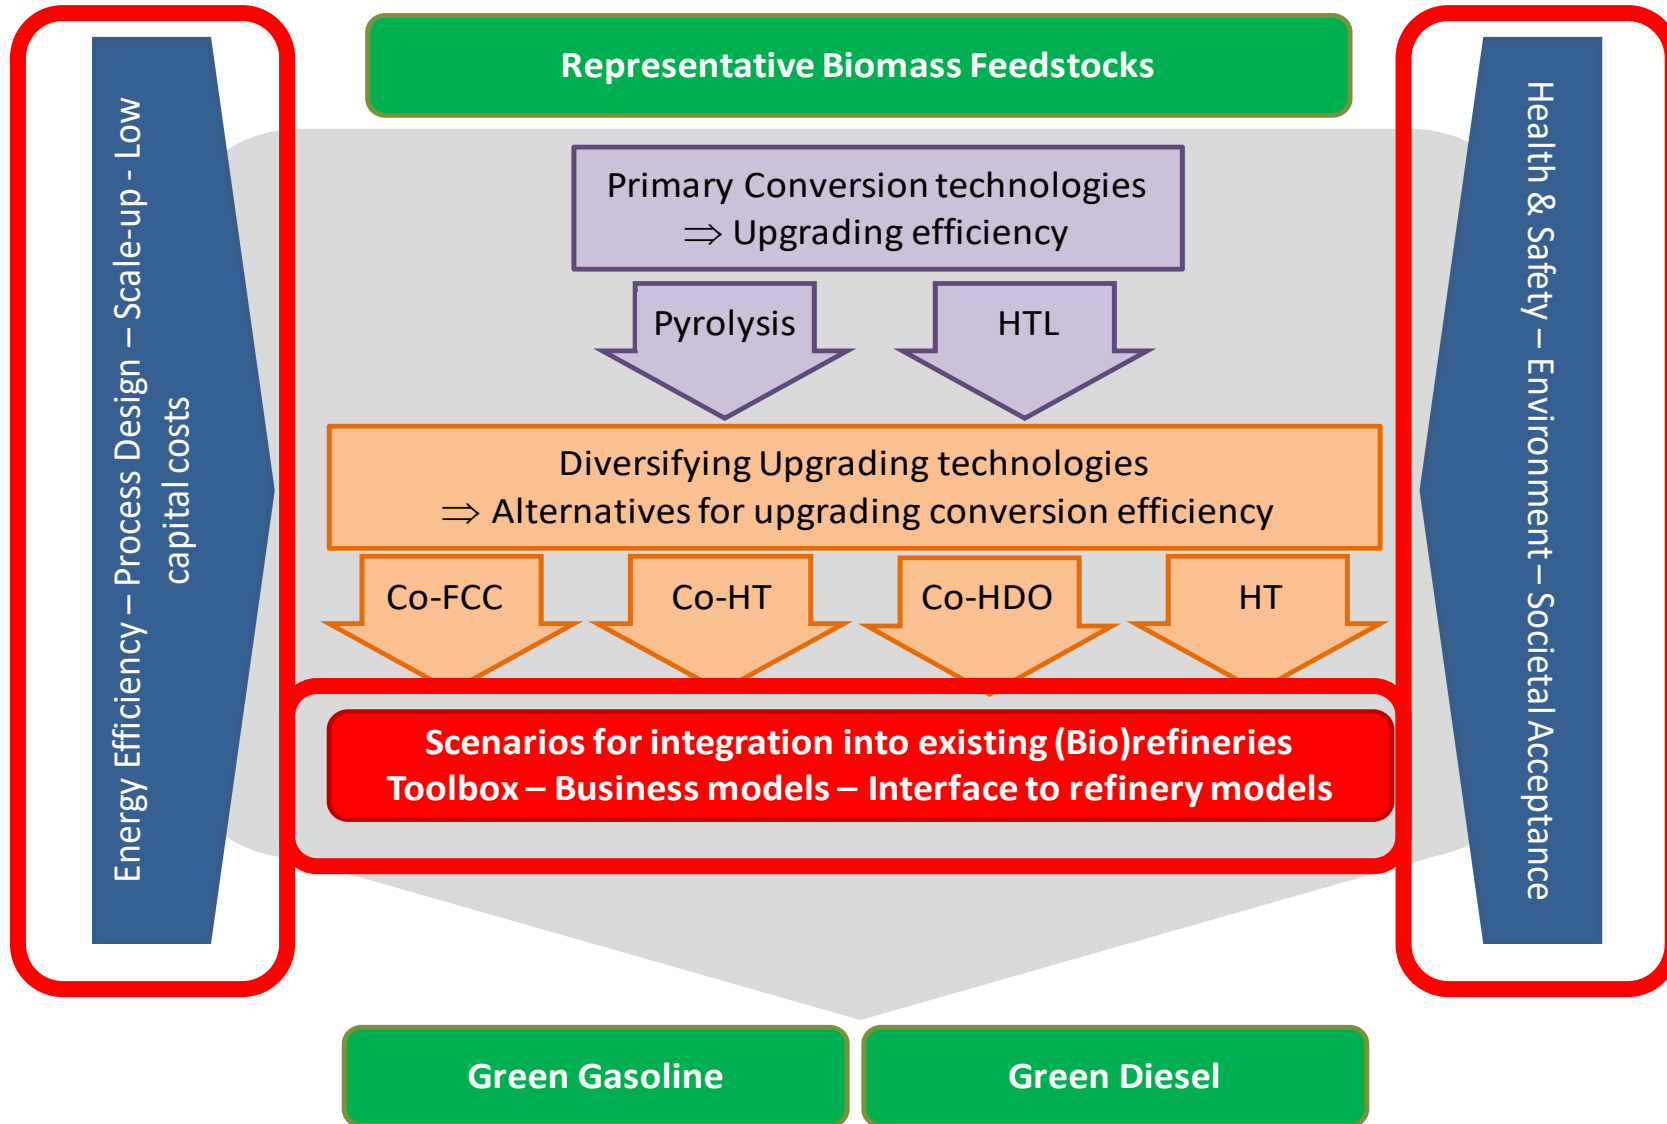 Representative Biomass Feedstocks
Energy Efficiency – Process Design – Scale-up - Low
capital costs
Primary Conversion technologies
⇒ Upgrading efficiency
Pyrolysis
HTL
Diversifying Upgrading technologies
⇒ Alternatives for upgrading conversion efficiency
Co-FCC
Co-HT
Co-HDO
HT
Scenarios for integration into existing (Bio)refineries
Toolbox – Business models – Interface to refinery models
Health & Safety – Environment – Societal Acceptance
Green Gasoline
Green Diesel